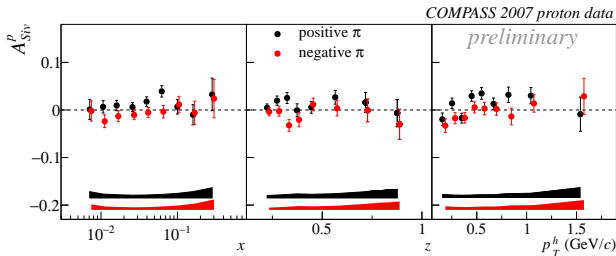 COMPASS 2007 proton data
A^p_Siv
positive π
negative π
preliminary
0.1
0
−0.1
−0.2
10⁻² 10⁻¹ 0.5 1 0.5 1 1.5
x z p_T^h (GeV/c)